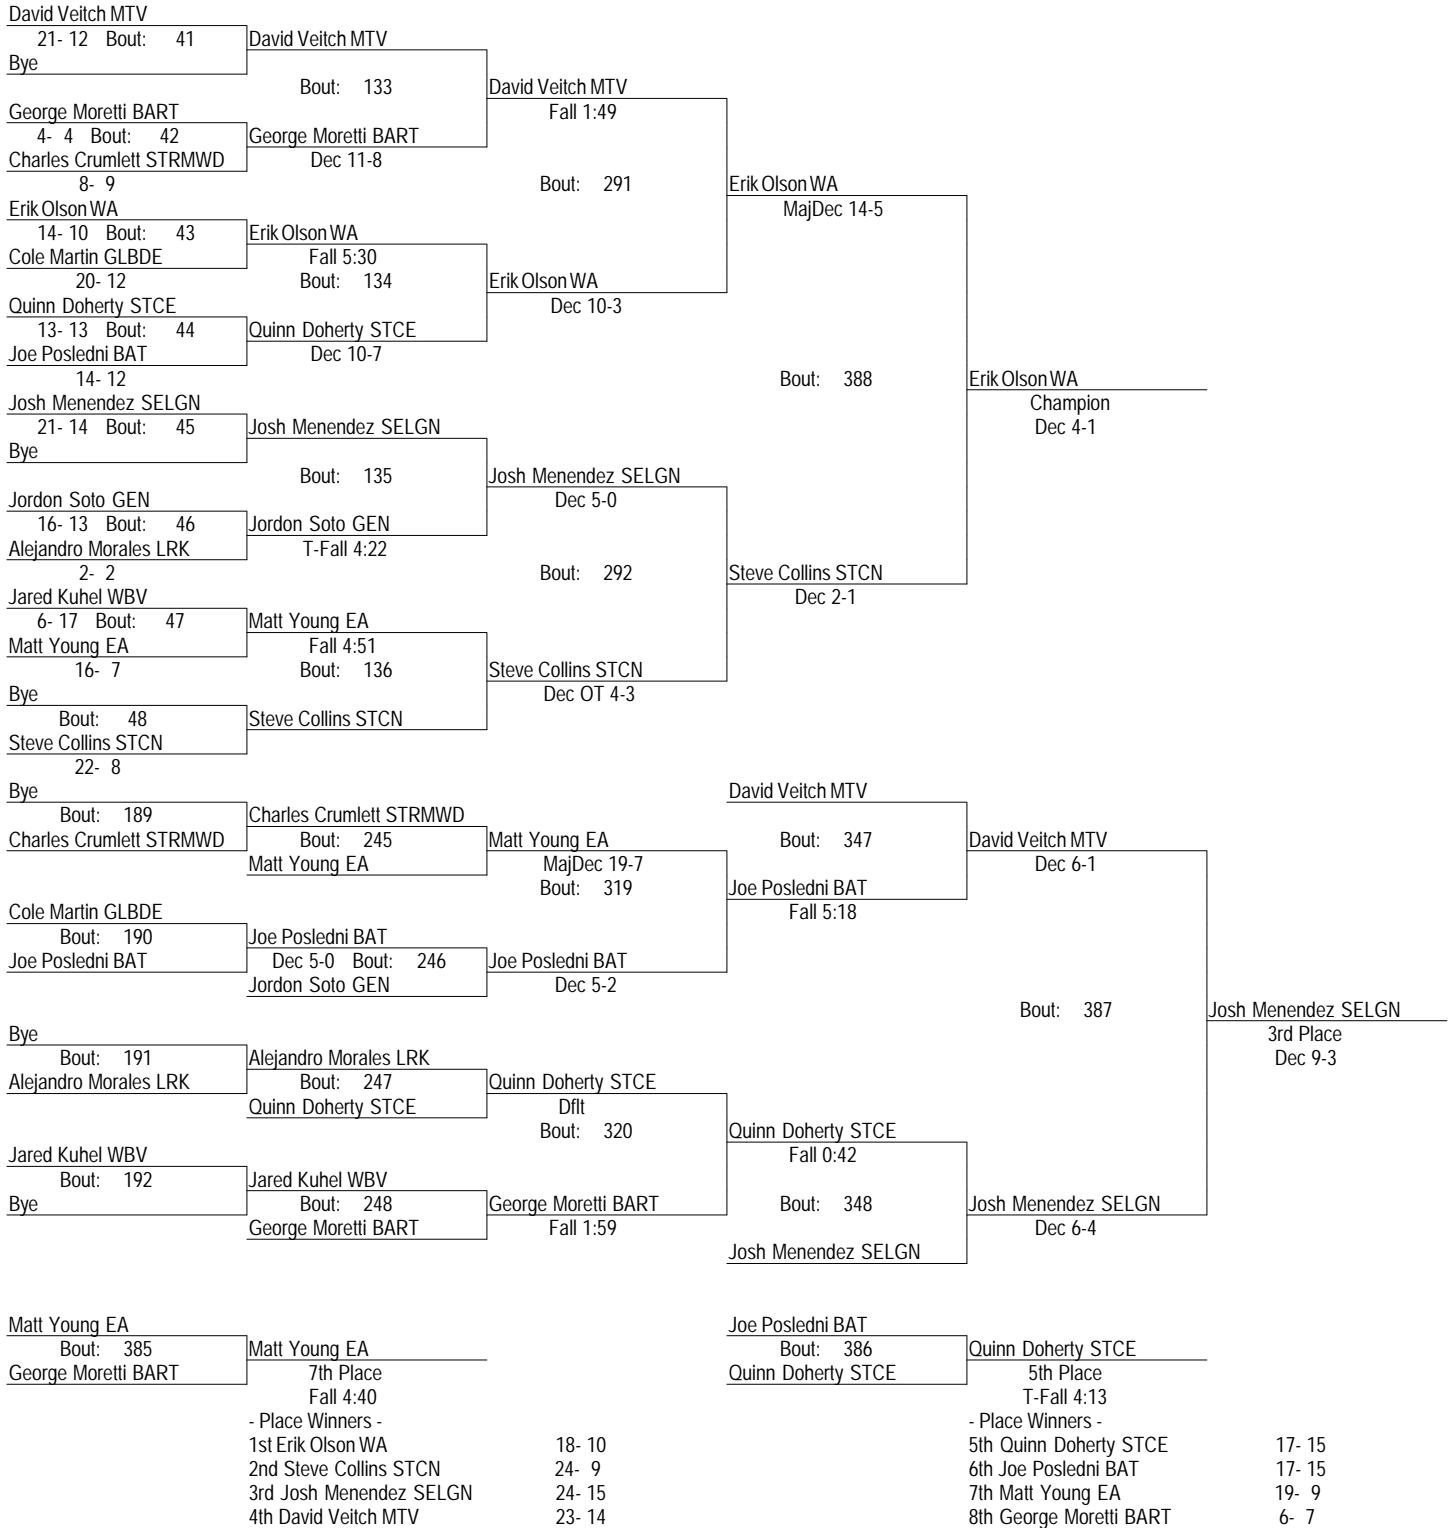 David Veitch MTV
21- 12 Bout: 41 David Veitch MTV
Bye
Bout: 133 David Veitch MTV
George Moretti BART Fall 1:49
4- 4 Bout: 42 George Moretti BART
Charles Crumlett STRMWD Dec 11-8
8- 9 Bout: 291 Erik Olson WA
Erik Olson WA MajDec 14-5
14- 10 Bout: 43 Erik Olson WA
Cole Martin GLBDE Fall 5:30
20- 12 Bout: 134 Erik Olson WA
Quinn Doherty STCE Dec 10-3
13- 13 Bout: 44 Quinn Doherty STCE
Joe Posledni BAT Dec 10-7
14- 12 Bout: 388 Erik Olson WA
Josh Menendez SELGN Champion
21- 14 Bout: 45 Josh Menendez SELGN Dec 4-1
Bye
Bout: 135 Josh Menendez SELGN
Jordon Soto GEN Dec 5-0
16- 13 Bout: 46 Jordon Soto GEN
Alejandro Morales LRK T-Fall 4:22
2- 2 Bout: 292 Steve Collins STCN
Jared Kuhel WBV Dec 2-1
6- 17 Bout: 47 Matt Young EA
Matt Young EA Fall 4:51
16- 7 Bout: 136 Steve Collins STCN
Bye Dec OT 4-3
Bout: 48 Steve Collins STCN
Steve Collins STCN
22- 8
Bye David Veitch MTV
Bout: 189 Charles Crumlett STRMWD
Charles Crumlett STRMWD Bout: 245 Matt Young EA Bout: 347 David Veitch MTV
Matt Young EA MajDec 19-7 Dec 6-1
Bout: 319 Joe Posledni BAT
Cole Martin GLBDE Fall 5:18
Bout: 190 Joe Posledni BAT
Joe Posledni BAT Dec 5-0 Bout: 246 Joe Posledni BAT
Jordon Soto GEN Dec 5-2
Bout: 387 Josh Menendez SELGN
Bye 3rd Place
Bout: 191 Alejandro Morales LRK Dec 9-3
Alejandro Morales LRK Bout: 247 Quinn Doherty STCE
Quinn Doherty STCE Dflt
Bout: 320 Quinn Doherty STCE
Jared Kuhel WBV Fall 0:42
Bout: 192 Jared Kuhel WBV
Bye Bout: 248 George Moretti BART Bout: 348 Josh Menendez SELGN
George Moretti BART Fall 1:59 Dec 6-4
Josh Menendez SELGN
Matt Young EA Joe Posledni BAT
Bout: 385 Matt Young EA Bout: 386 Quinn Doherty STCE
George Moretti BART 7th Place Quinn Doherty STCE 5th Place
Fall 4:40 T-Fall 4:13
- Place Winners - - Place Winners -
1st Erik Olson WA 18- 10 5th Quinn Doherty STCE 17- 15
2nd Steve Collins STCN 24- 9 6th Joe Posledni BAT 17- 15
3rd Josh Menendez SELGN 24- 15 7th Matt Young EA 19- 9
4th David Veitch MTV 23- 14 8th George Moretti BART 6- 7